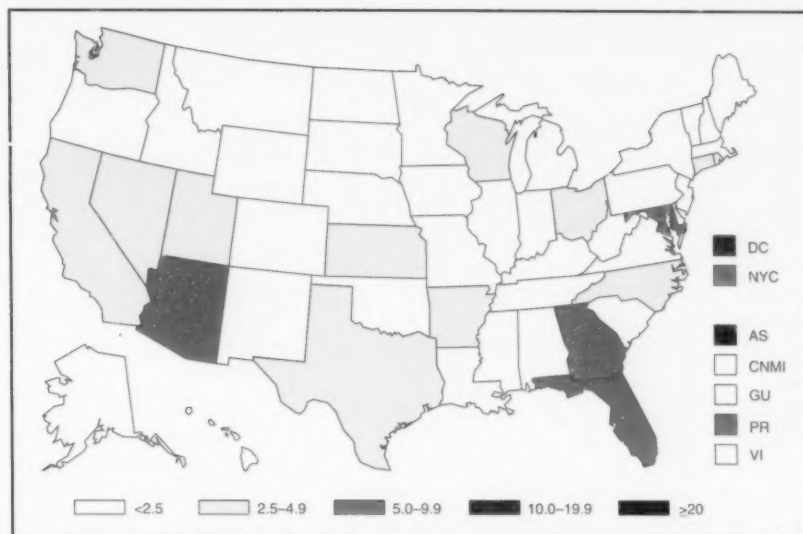 DC
NYC
AS
CNMI
GU
PR
VI
<2.5
2.5–4.9
5.0–9.9
10.0–19.9
≥20